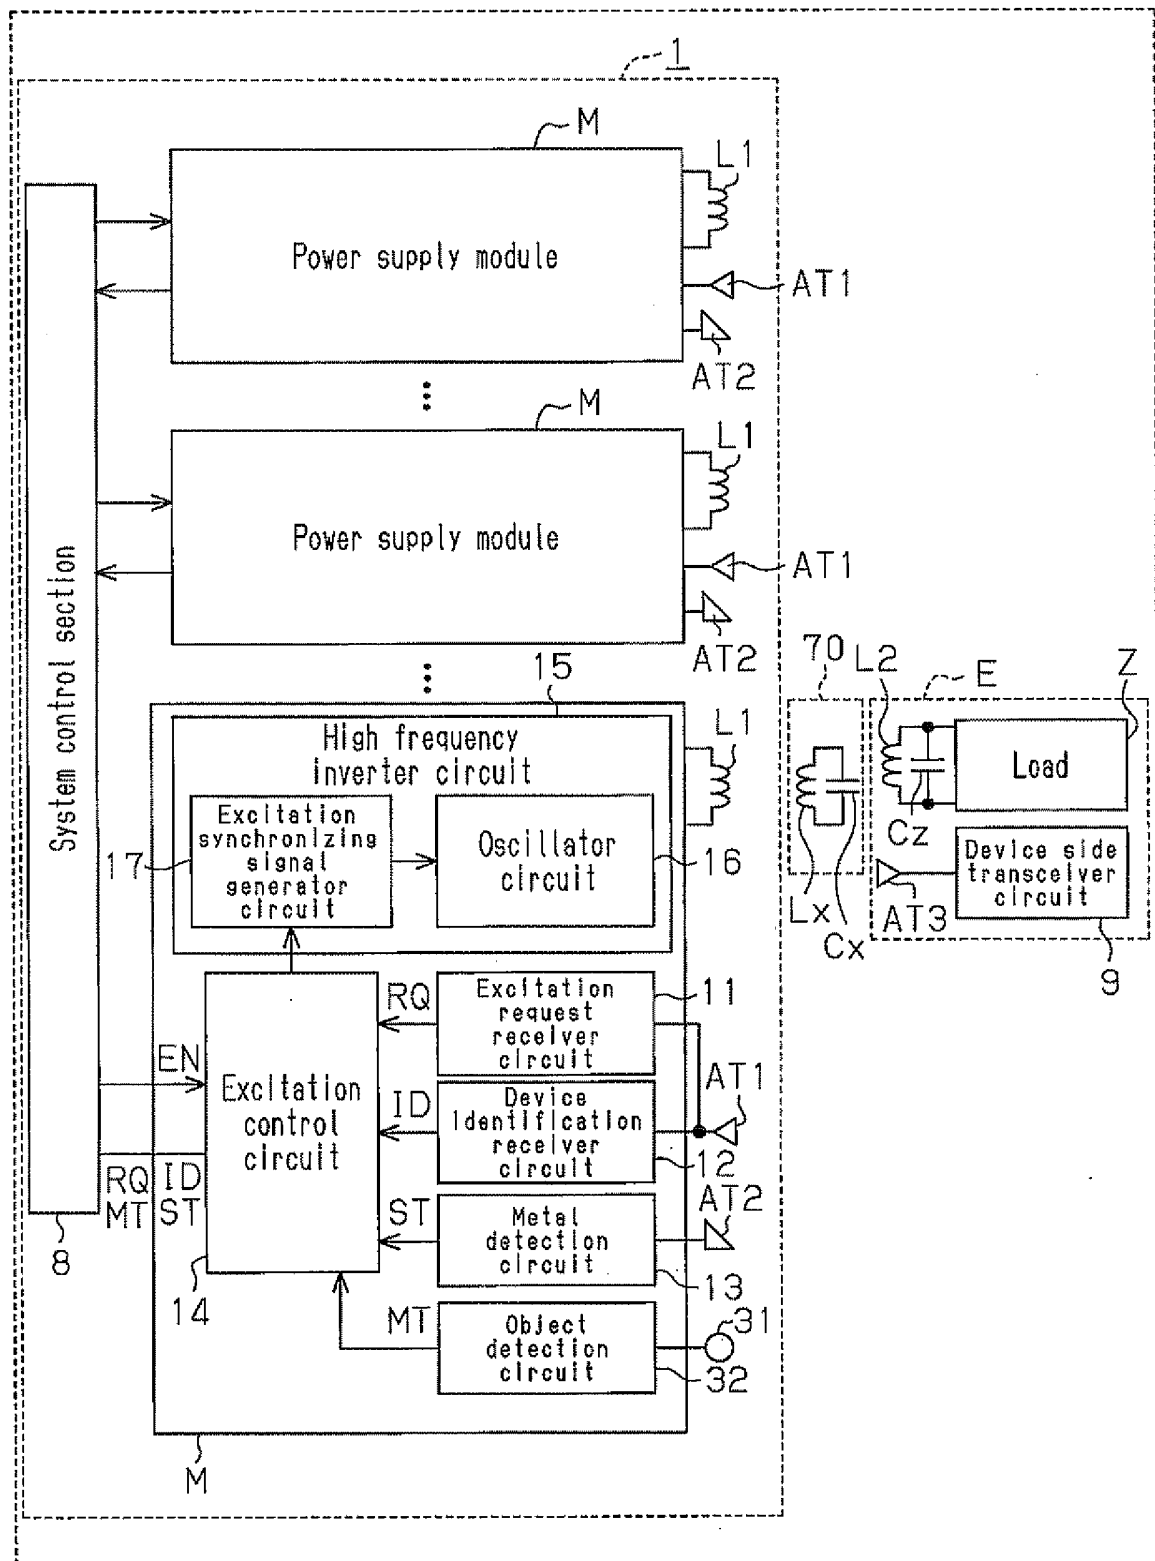 1
M
L1
Power supply module
AT1
AT2
M
L1
Power supply module
AT1
AT2
System control section
15
High frequency
inverter circuit
L1
Excitation
synchronizing
signal
generator
circuit
17
Oscillator
circuit
16
70
L2
E
Z
Load
Cz
Lx
Cx
AT3
Device side
transceiver
circuit
9
RQ
Excitation
request
receiver
circuit
11
EN
Excitation
control
circuit
ID
Device
identification
receiver
circuit
12
AT1
RQ ID
MT ST
ST
Metal
detection
circuit
13
AT2
8
14
MT
Object
detection
circuit
31
32
M